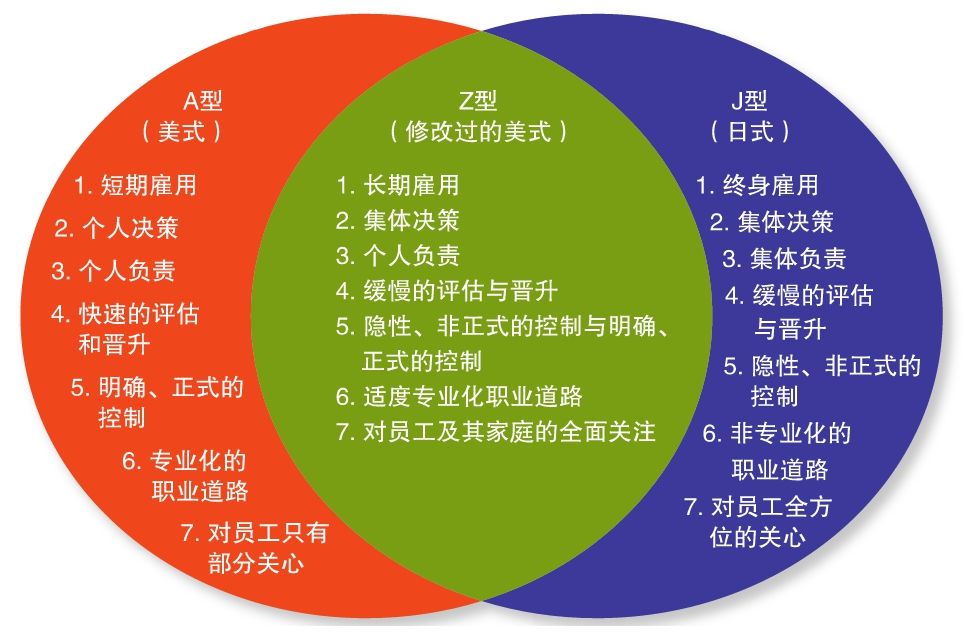 A型
（美式）
1. 短期雇用
2. 个人决策
3. 个人负责
4. 快速的评估
和晋升
5. 明确、正式的
控制
6. 专业化的
职业道路
7. 对员工只有
部分关心
Z型
（修改过的美式）
1. 长期雇用
2. 集体决策
3. 个人负责
4. 缓慢的评估与晋升
5. 隐性、非正式的控制与明确、
正式的控制
6. 适度专业化职业道路
7. 对员工及其家庭的全面关注
J型
（日式）
1. 终身雇用
2. 集体决策
3. 集体负责
4. 缓慢的评估
与晋升
5. 隐性、非正式的
控制
6. 非专业化的
职业道路
7. 对员工全方
位的关心